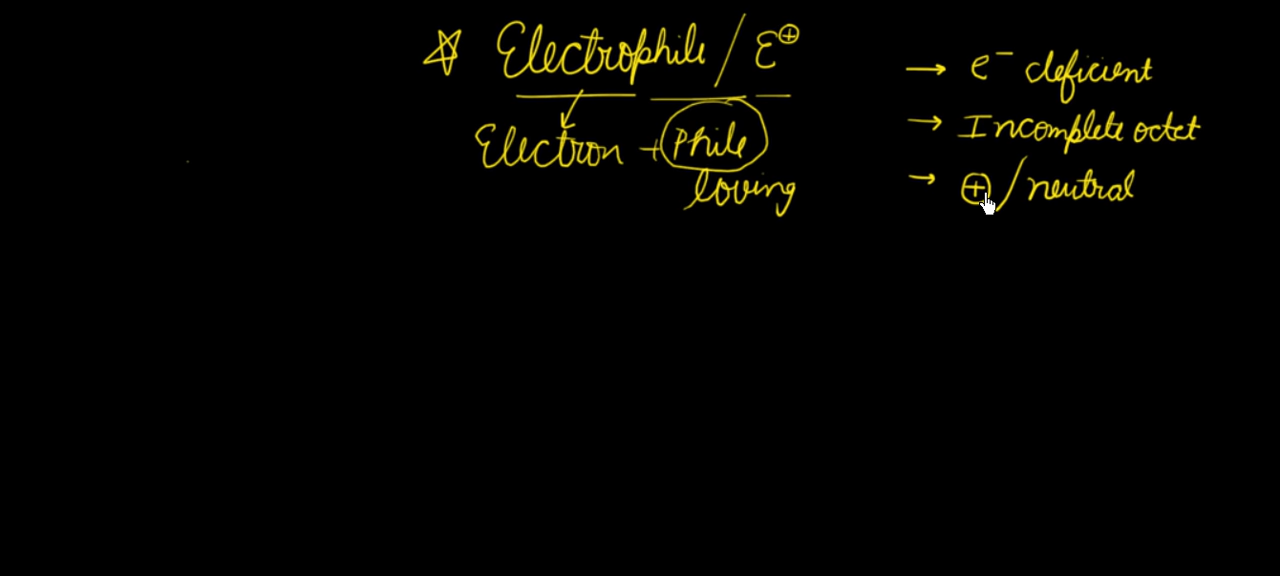 ☆ Electrophile / E⊕
Electron + Phile
loving
→ e⁻ deficient
→ Incomplete octet
→ ⊕ / neutral